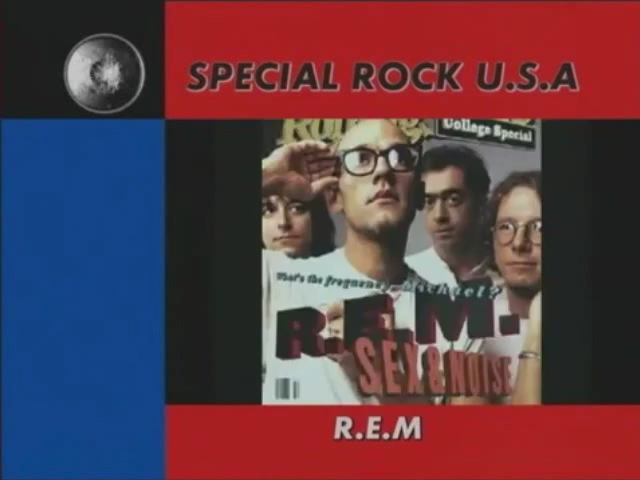 SPECIAL ROCK U.S.A
Rolling
College Special
What's the frequency, Michael?
R.E.M.
SEX & NOISE
R.E.M